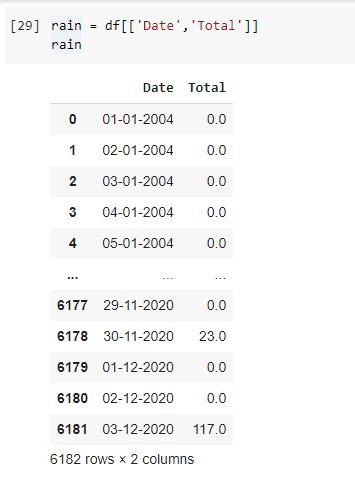 [29] rain = df[['Date','Total']]
rain
Date Total
0 01-01-2004 0.0
1 02-01-2004 0.0
2 03-01-2004 0.0
3 04-01-2004 0.0
4 05-01-2004 0.0
... ... ...
6177 29-11-2020 0.0
6178 30-11-2020 23.0
6179 01-12-2020 0.0
6180 02-12-2020 0.0
6181 03-12-2020 117.0
6182 rows × 2 columns